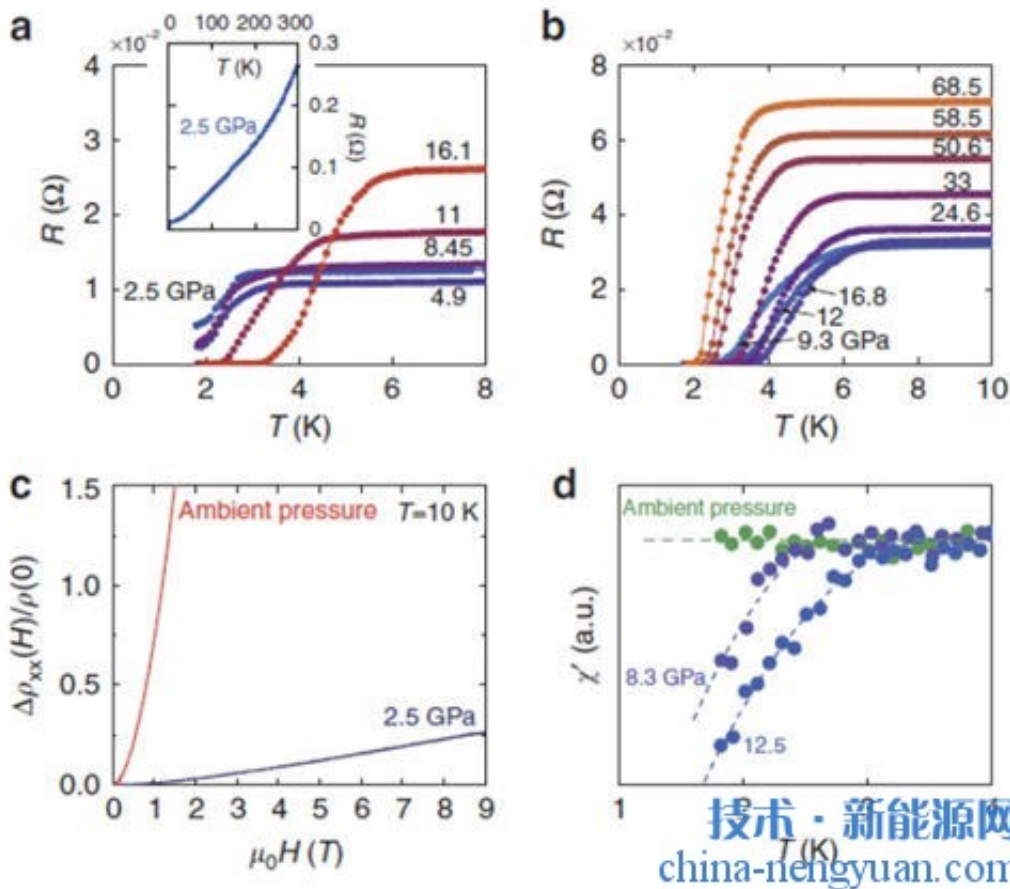 a
×10⁻²
0 100 200 300
T (K)
2.5 GPa
0.3
0.2
0.1
0
R (Ω)
4
3
2
1
0
R (Ω)
16.1
11
8.45
2.5 GPa
4.9
0 2 4 6 8
T (K)
b
×10⁻²
8
6
4
2
0
R (Ω)
68.5
58.5
50.6
33
24.6
16.8
12
9.3 GPa
0 2 4 6 8 10
T (K)
c
1.5
1.0
0.5
0.0
Δρxx(H)/ρ(0)
Ambient pressure
T=10 K
2.5 GPa
0 1 2 3 4 5 6 7 8 9
μ₀H (T)
d
χ′ (a.u.)
Ambient pressure
8.3 GPa
12.5
1
T (K)
技术·新能源网
china-nengyuan.com